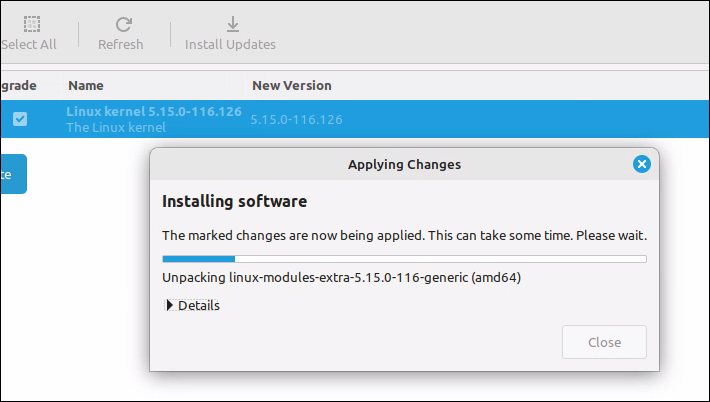 Select All
Refresh
Install Updates
grade
Name
New Version
Linux kernel 5.15.0-116.126
The Linux kernel
5.15.0-116.126
te
Applying Changes
Installing software
The marked changes are now being applied. This can take some time. Please wait.
Unpacking linux-modules-extra-5.15.0-116-generic (amd64)
Details
Close